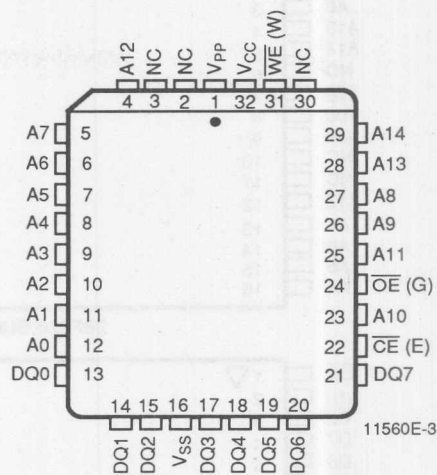 A12 NC NC VPP VCC WE (W) NC
4 3 2 1 32 31 30
A7 5 29 A14
A6 6 28 A13
A5 7 27 A8
A4 8 26 A9
A3 9 25 A11
A2 10 24 OE (G)
A1 11 23 A10
A0 12 22 CE (E)
DQ0 13 21 DQ7
14 15 16 17 18 19 20
DQ1 DQ2 VSS DQ3 DQ4 DQ5 DQ6
11560E-3